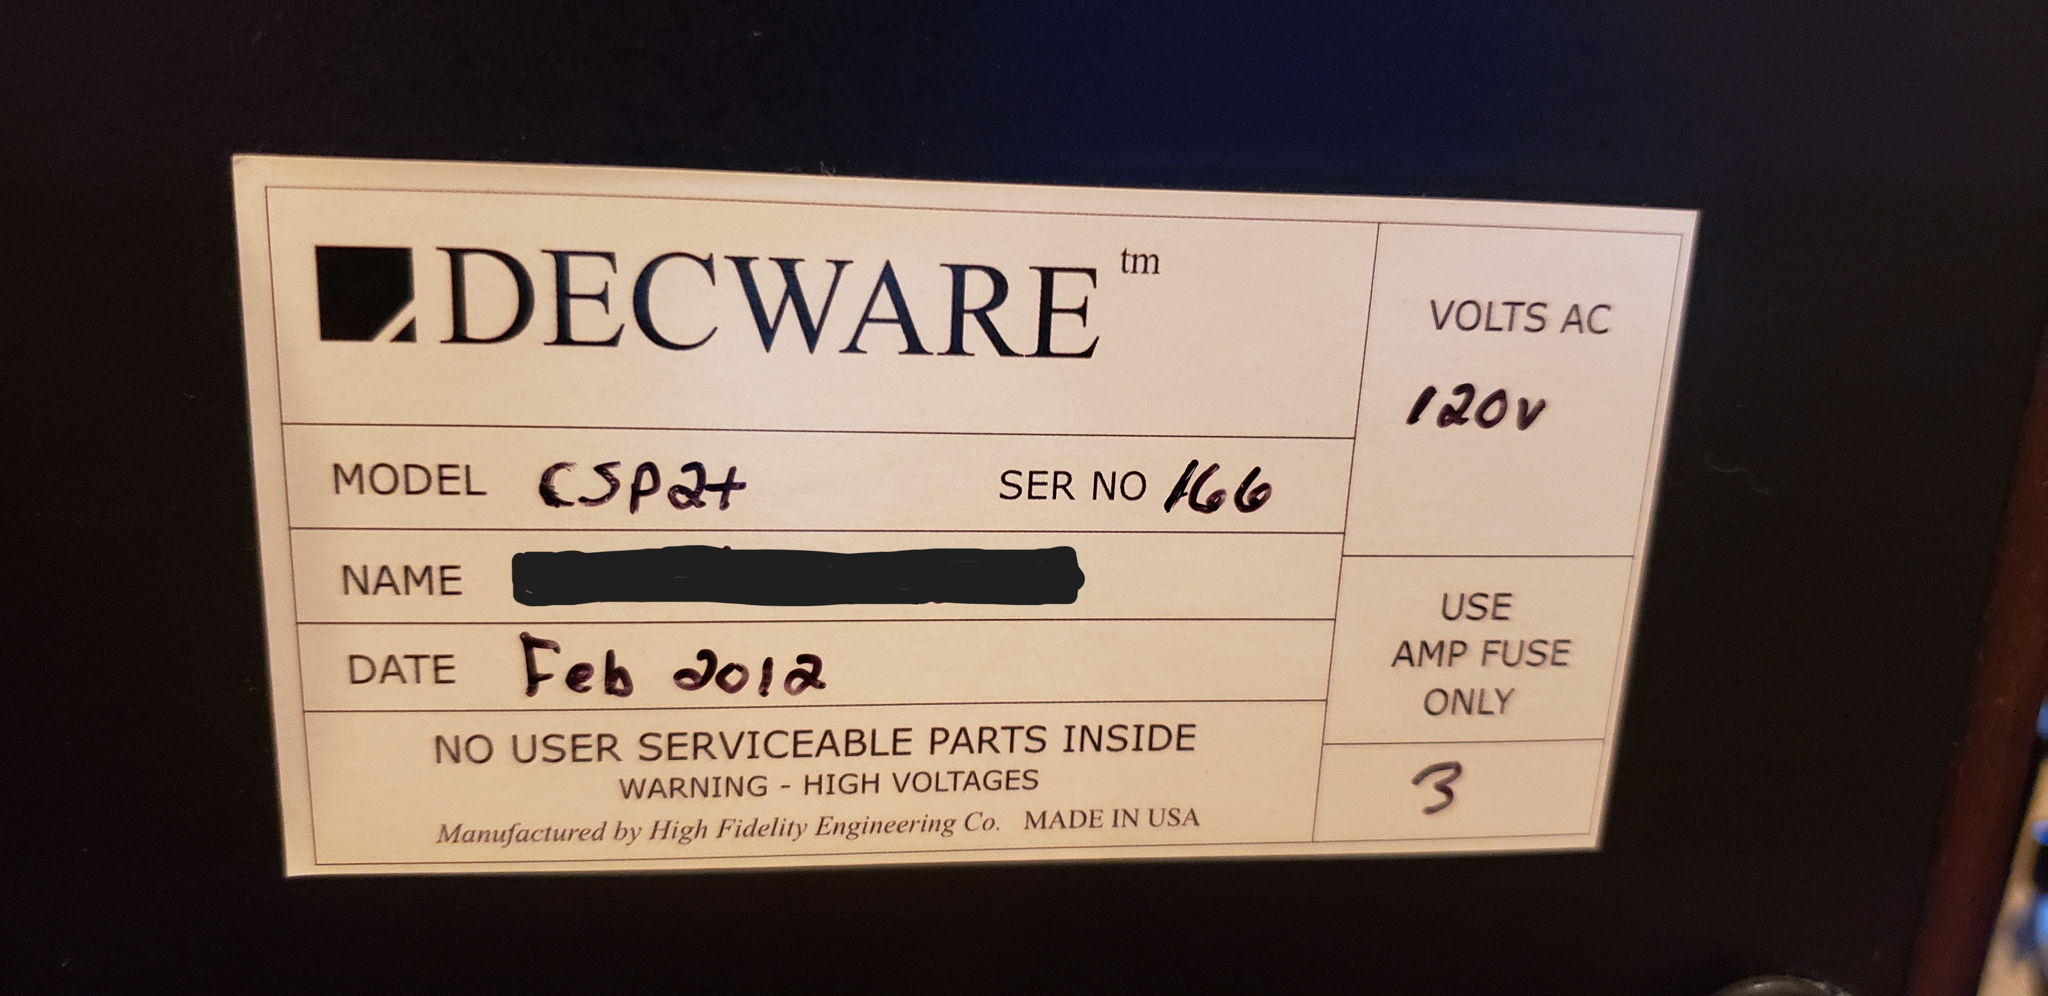 DECWARE tm
MODEL CSP2+ SER NO 166
NAME
DATE Feb 2012
NO USER SERVICEABLE PARTS INSIDE
WARNING - HIGH VOLTAGES
Manufactured by High Fidelity Engineering Co. MADE IN USA
VOLTS AC
120v
USE
AMP FUSE
ONLY
3